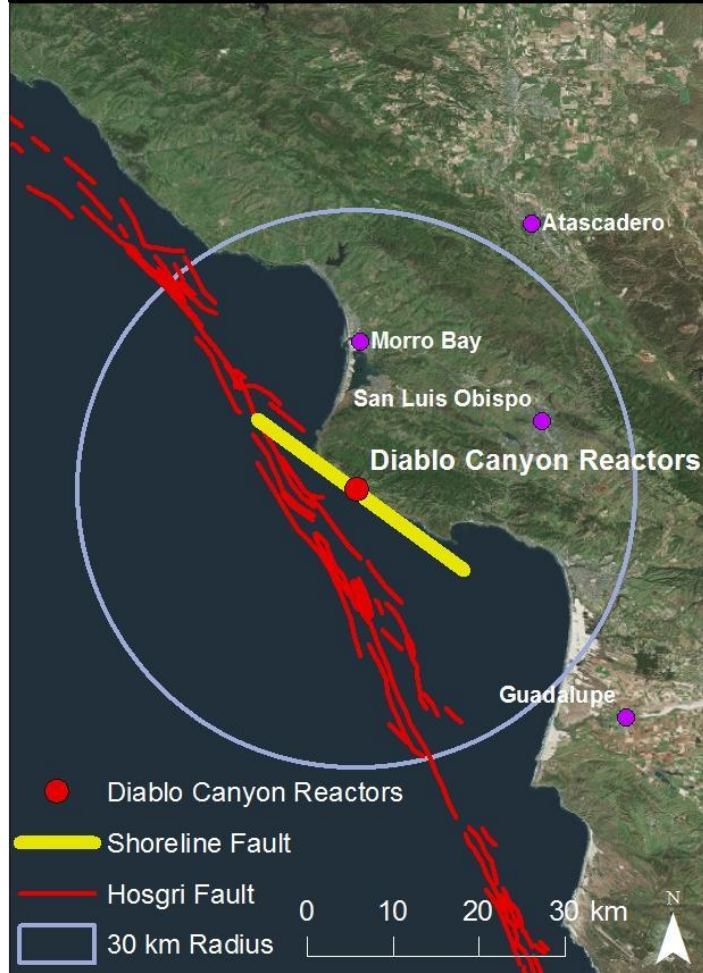 Atascadero
Morro Bay
San Luis Obispo
Diablo Canyon Reactors
Guadalupe
Diablo Canyon Reactors
Shoreline Fault
Hosgri Fault
30 km Radius
0 10 20 30 km
N